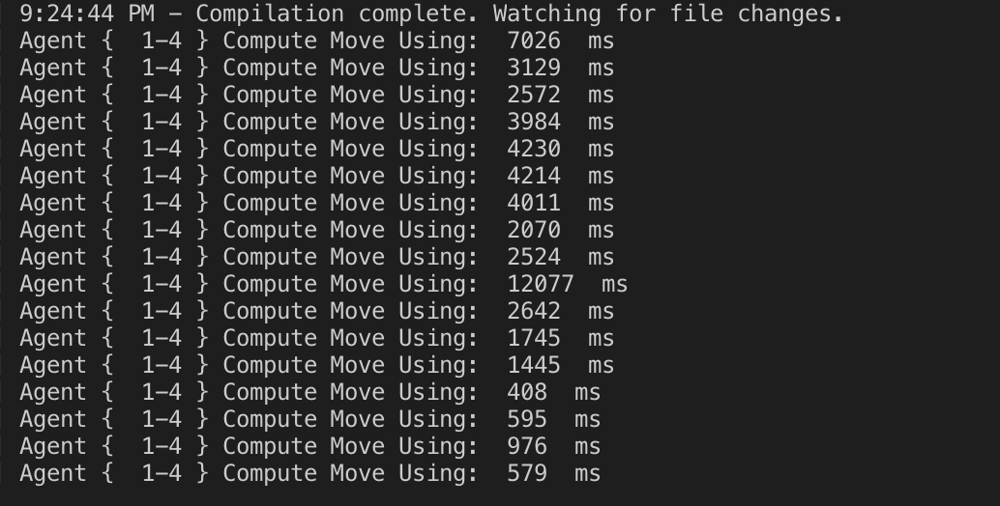 9:24:44 PM – Compilation complete. Watching for file changes.
Agent {  1-4 } Compute Move Using:  7026  ms
Agent {  1-4 } Compute Move Using:  3129  ms
Agent {  1-4 } Compute Move Using:  2572  ms
Agent {  1-4 } Compute Move Using:  3984  ms
Agent {  1-4 } Compute Move Using:  4230  ms
Agent {  1-4 } Compute Move Using:  4214  ms
Agent {  1-4 } Compute Move Using:  4011  ms
Agent {  1-4 } Compute Move Using:  2070  ms
Agent {  1-4 } Compute Move Using:  2524  ms
Agent {  1-4 } Compute Move Using:  12077  ms
Agent {  1-4 } Compute Move Using:  2642  ms
Agent {  1-4 } Compute Move Using:  1745  ms
Agent {  1-4 } Compute Move Using:  1445  ms
Agent {  1-4 } Compute Move Using:  408  ms
Agent {  1-4 } Compute Move Using:  595  ms
Agent {  1-4 } Compute Move Using:  976  ms
Agent {  1-4 } Compute Move Using:  579  ms